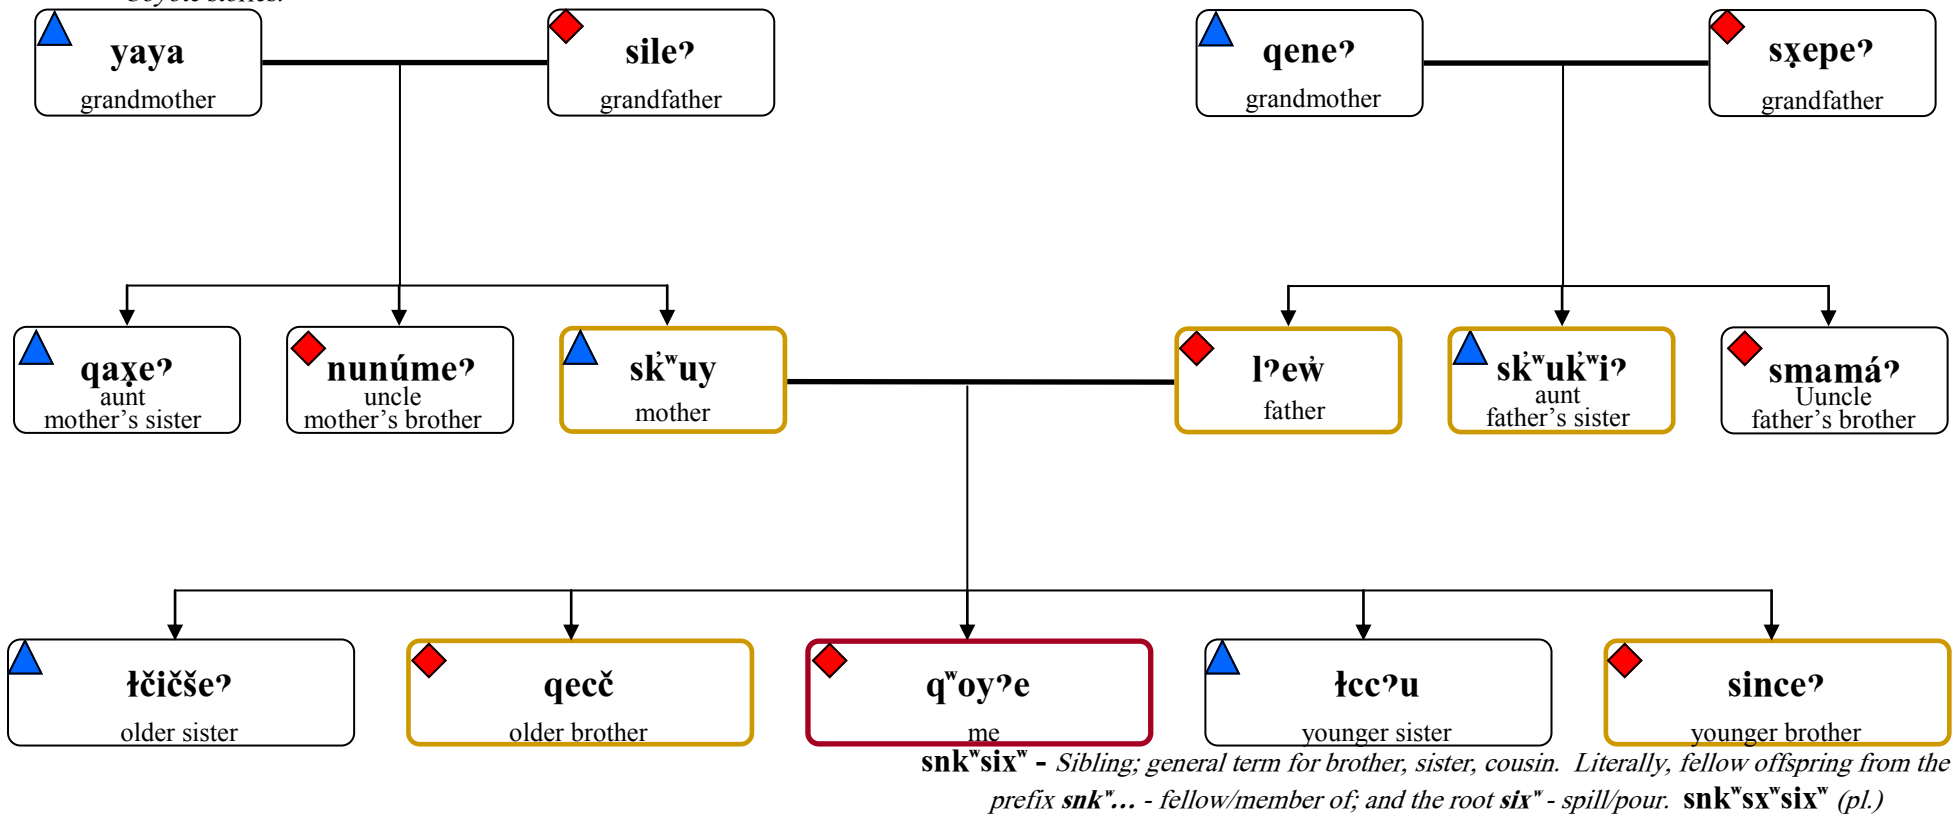 Coyote stories.
yaya
grandmother
sileʔ
grandfather
qeneʔ
grandmother
sx̣epeʔ
grandfather
qax̣eʔ
aunt
mother’s sister
nunúmeʔ
uncle
mother’s brother
sk̓ʷuy
mother
lʔew̓
father
sk̓ʷuk̓ʷiʔ
aunt
father’s sister
smamáʔ
Uuncle
father’s brother
łčičšeʔ
older sister
qecč
older brother
qʷoyʔe
me
łccʔu
younger sister
sinceʔ
younger brother
snkʷsixʷ - Sibling; general term for brother, sister, cousin. Literally, fellow offspring from the
prefix snkʷ... - fellow/member of; and the root sixʷ - spill/pour. snkʷsxʷsixʷ (pl.)